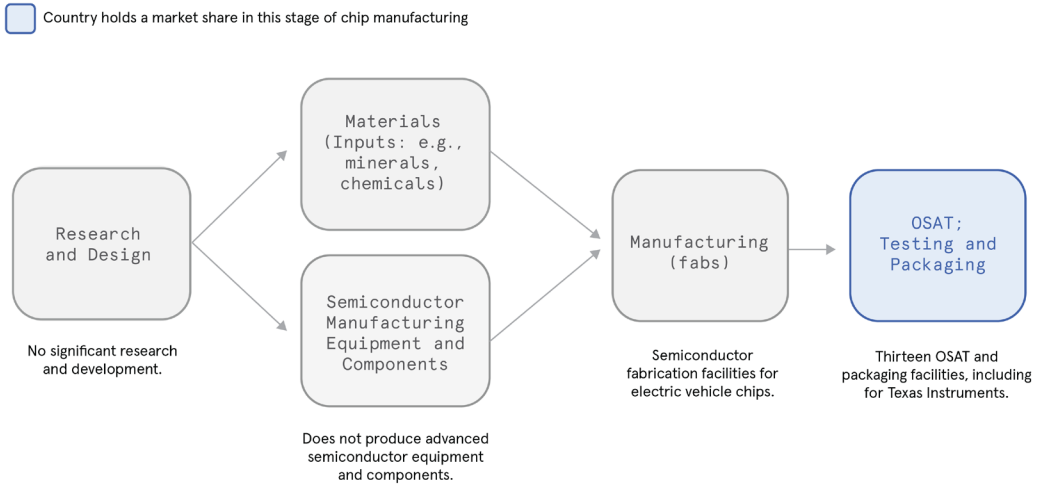 Country holds a market share in this stage of chip manufacturing
Research
and Design
No significant research
and development.
Materials
(Inputs: e.g.,
minerals,
chemicals)
Semiconductor
Manufacturing
Equipment and
Components
Does not produce advanced
semiconductor equipment
and components.
Manufacturing
(fabs)
Semiconductor
fabrication facilities for
electric vehicle chips.
OSAT;
Testing and
Packaging
Thirteen OSAT and
packaging facilities, including
for Texas Instruments.